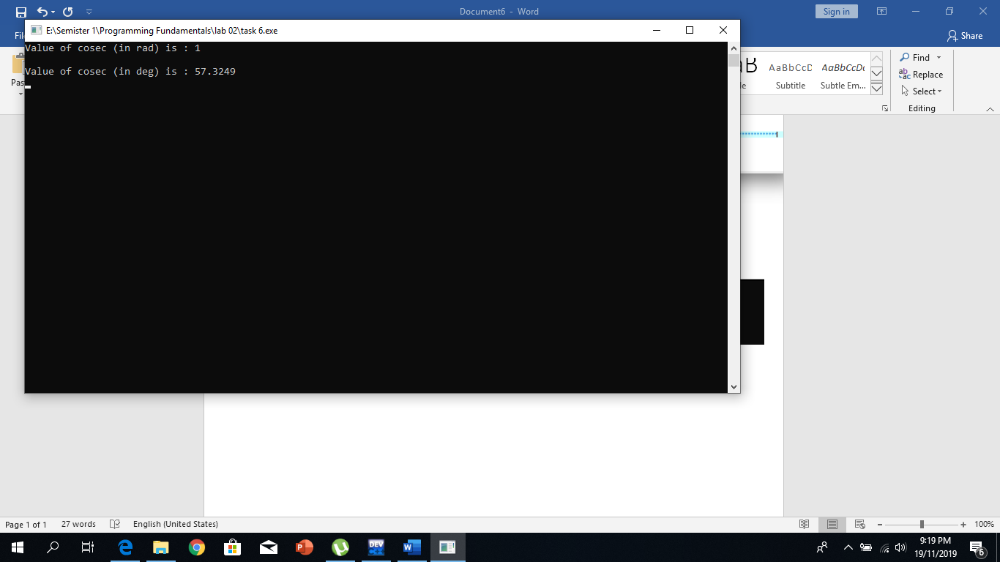 Document6 - Word
Sign in
E:\Semister 1\Programming Fundamentals\lab 02\task 6.exe
Share
Value of cosec (in rad) is : 1
Value of cosec (in deg) is : 57.3249
AaBbCcD
AaBbCcDc
Subtitle
Subtle Em...
Find
Replace
Select
Editing
Page 1 of 1
27 words
English (United States)
100%
DEV
9:19 PM
19/11/2019
6